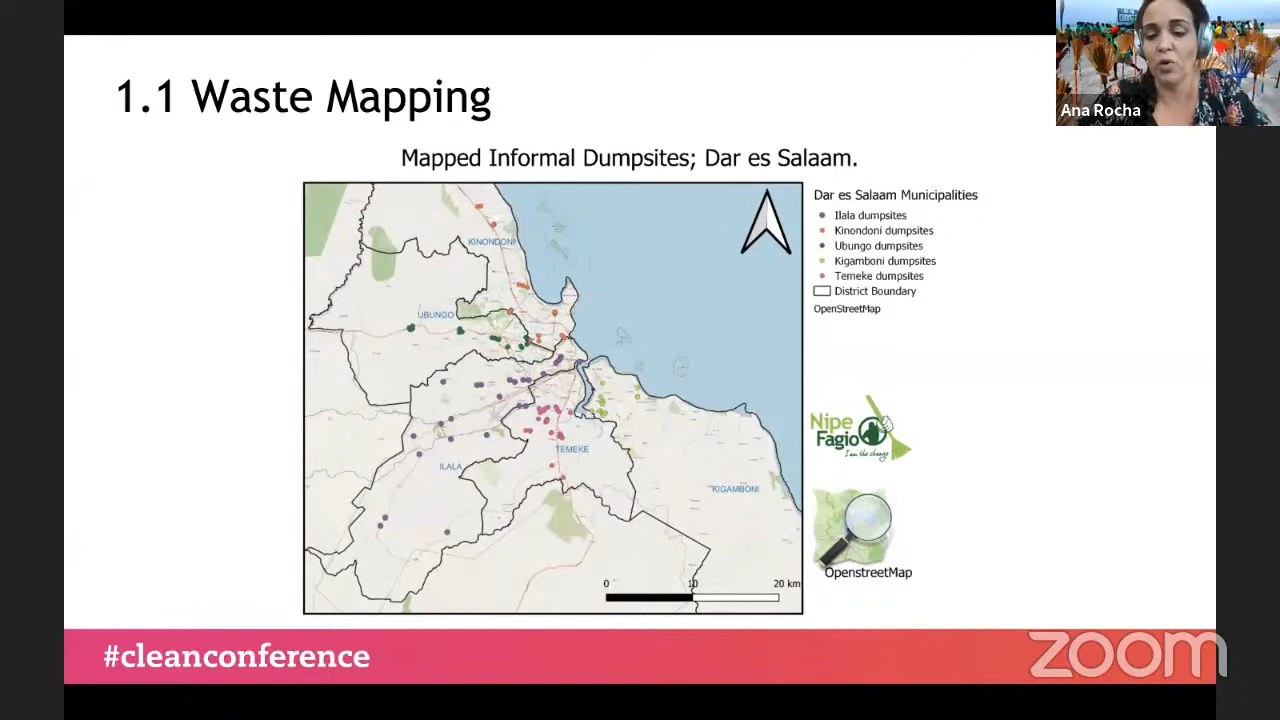 1.1 Waste Mapping
Ana Rocha
Mapped Informal Dumpsites; Dar es Salaam.
KINONDONI
UBUNGO
TEMEKE
ILALA
KIGAMBONI
0 10 20 km
Dar es Salaam Municipalities
Ilala dumpsites
Kinondoni dumpsites
Ubungo dumpsites
Kigamboni dumpsites
Temeke dumpsites
District Boundary
OpenStreetMap
Nipe
Fagio
I am the change
OpenstreetMap
#cleanconference
zoom